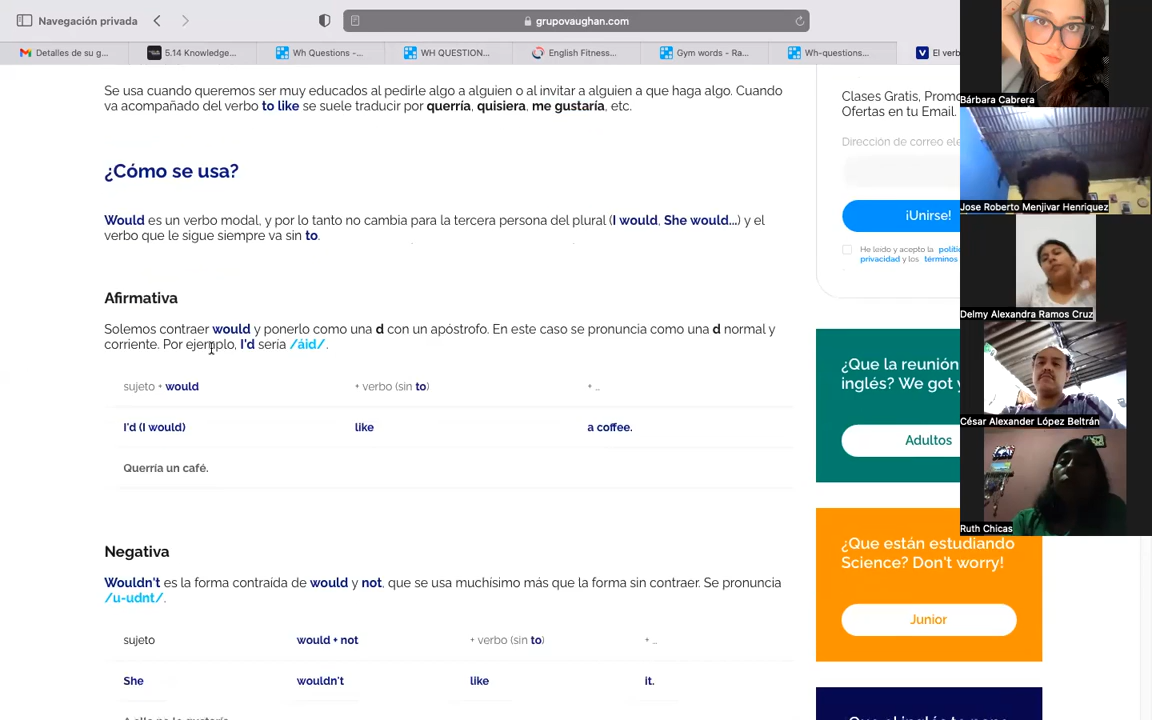 Navegación privada
grupovaughan.com
Detalles de su g...
5.14 Knowledge...
Wh Questions -...
WH QUESTION...
English Fitness...
Gym words - Ra...
Wh-questions...
El verb
Se usa cuando queremos ser muy educados al pedirle algo a alguien o al invitar a alguien a que haga algo. Cuando
va acompañado del verbo to like se suele traducir por querría, quisiera, me gustaría, etc.
¿Cómo se usa?
Would es un verbo modal, y por lo tanto no cambia para la tercera persona del plural (I would, She would...) y el
verbo que le sigue siempre va sin to.
Afirmativa
Solemos contraer would y ponerlo como una d con un apóstrofo. En este caso se pronuncia como una d normal y
corriente. Por ejemplo, I'd sería /áid/.
sujeto + would
+ verbo (sin to)
+ ...
I'd (I would)
like
a coffee.
Querría un café.
Negativa
Wouldn't es la forma contraída de would y not, que se usa muchísimo más que la forma sin contraer. Se pronuncia
/u-udnt/.
sujeto
would + not
+ verbo (sin to)
+ ...
She
wouldn't
like
it.
Clases Gratis, Promo
Ofertas en tu Email.
Dirección de correo ele
¡Unirse!
He leído y acepto la polític
privacidad y los términos
¿Que la reunión
inglés? We got y
Adultos
¿Que están estudiando
Science? Don't worry!
Junior
Bárbara Cabrera
Jose Roberto Menjivar Henriquez
Delmy Alexandra Ramos Cruz
César Alexander López Beltrán
Ruth Chicas